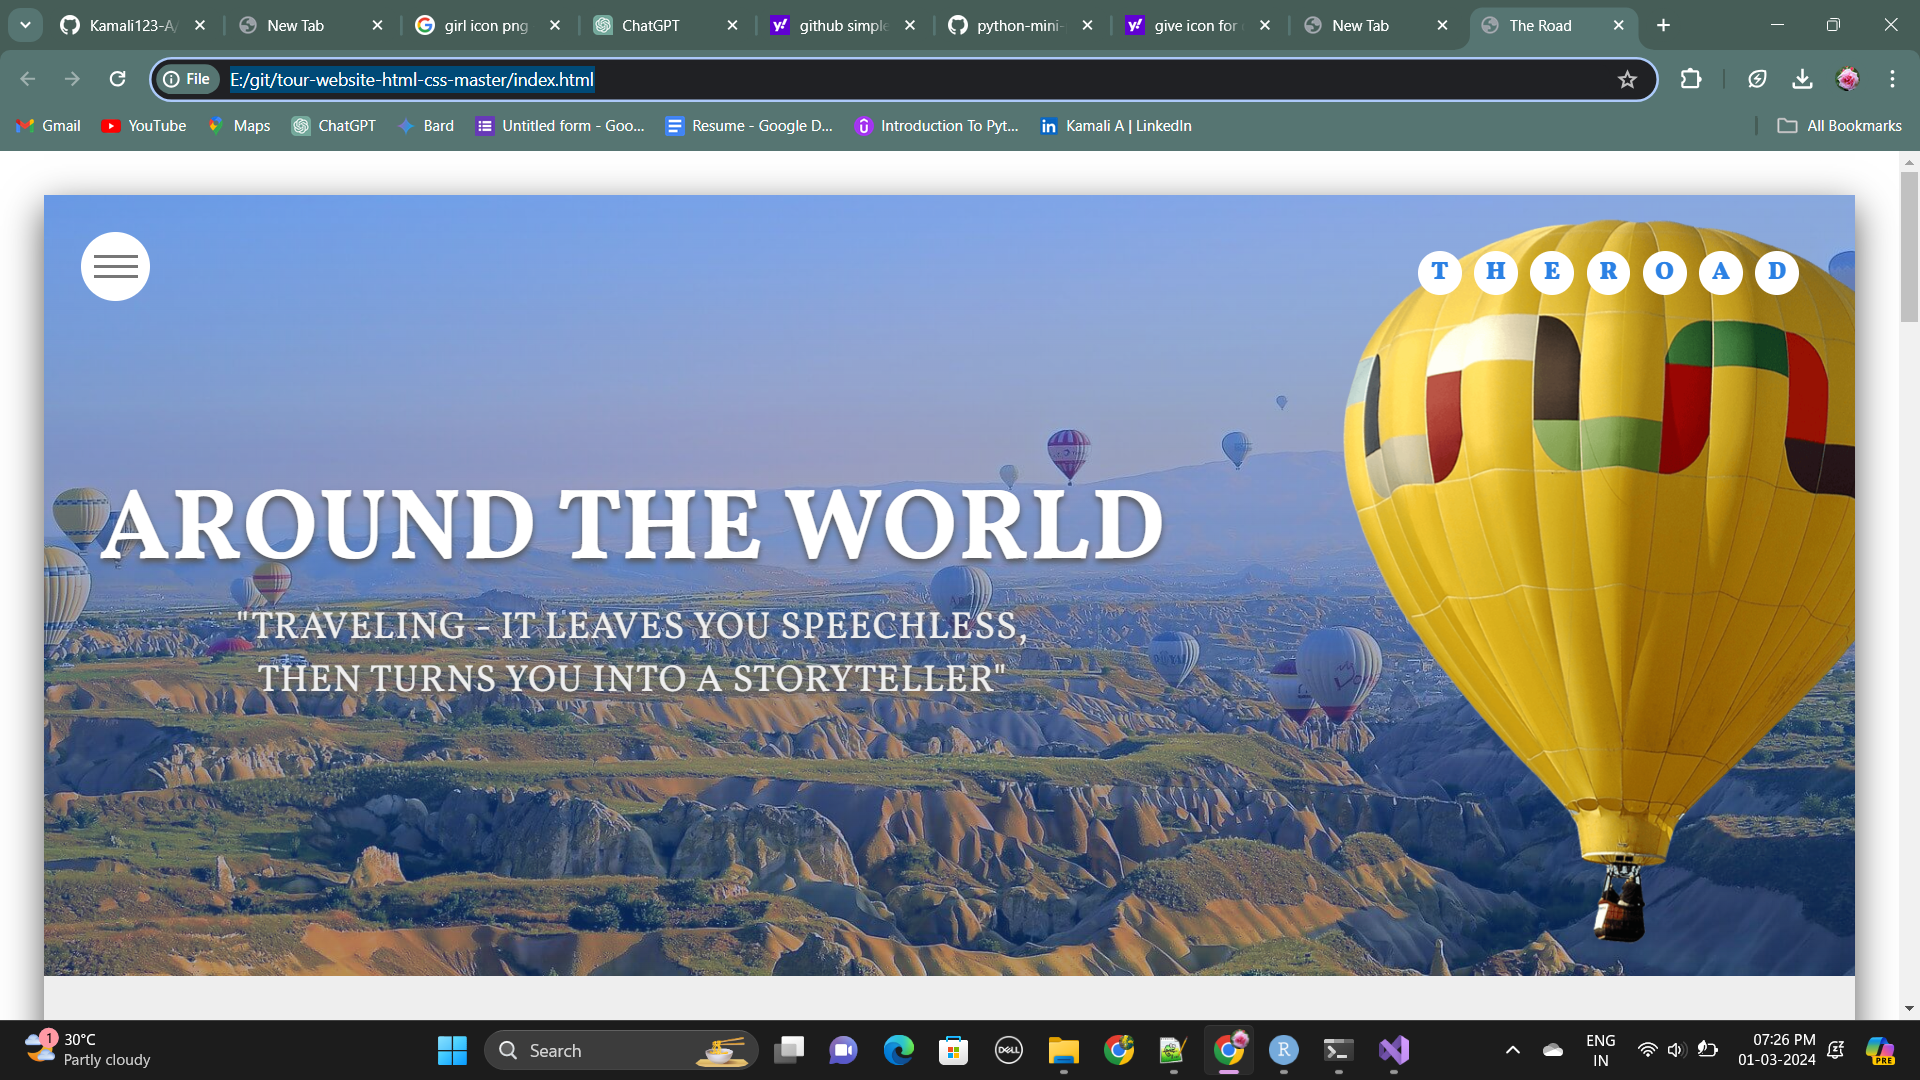 Kamali123-A/
New Tab
girl icon png
ChatGPT
github simple
python-mini-
give icon for
New Tab
The Road
File
E:/git/tour-website-html-css-master/index.html
Gmail
YouTube
Maps
ChatGPT
Bard
Untitled form - Goo...
Resume - Google D...
Introduction To Pyt...
Kamali A | LinkedIn
All Bookmarks
T H E R O A D
AROUND THE WORLD
"TRAVELING - IT LEAVES YOU SPEECHLESS,
THEN TURNS YOU INTO A STORYTELLER"
1
30°C
Partly cloudy
Search
DELL
R
PRE
ENG
IN
07:26 PM
01-03-2024